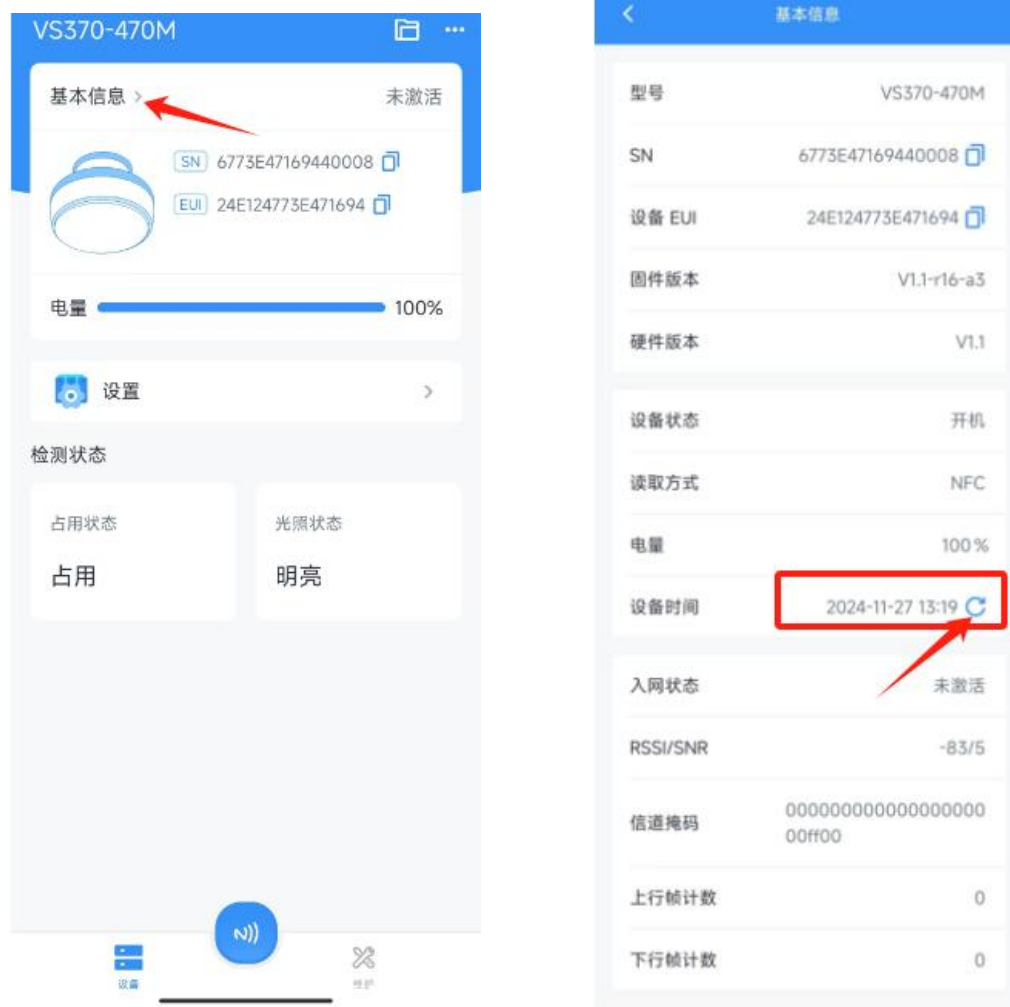 VS370-470M
基本信息
未激活
SN 6773E47169440008
EUI 24E124773E471694
电量 100%
设置
检测状态
占用状态
占用
光照状态
明亮
设备
维护
基本信息
型号 VS370-470M
SN 6773E47169440008
设备 EUI 24E124773E471694
固件版本 V1.1-r16-a3
硬件版本 V1.1
设备状态 开机
读取方式 NFC
电量 100%
设备时间 2024-11-27 13:19
入网状态 未激活
RSSI/SNR -83/5
信道掩码 000000000000000000
00ff00
上行帧计数 0
下行帧计数 0